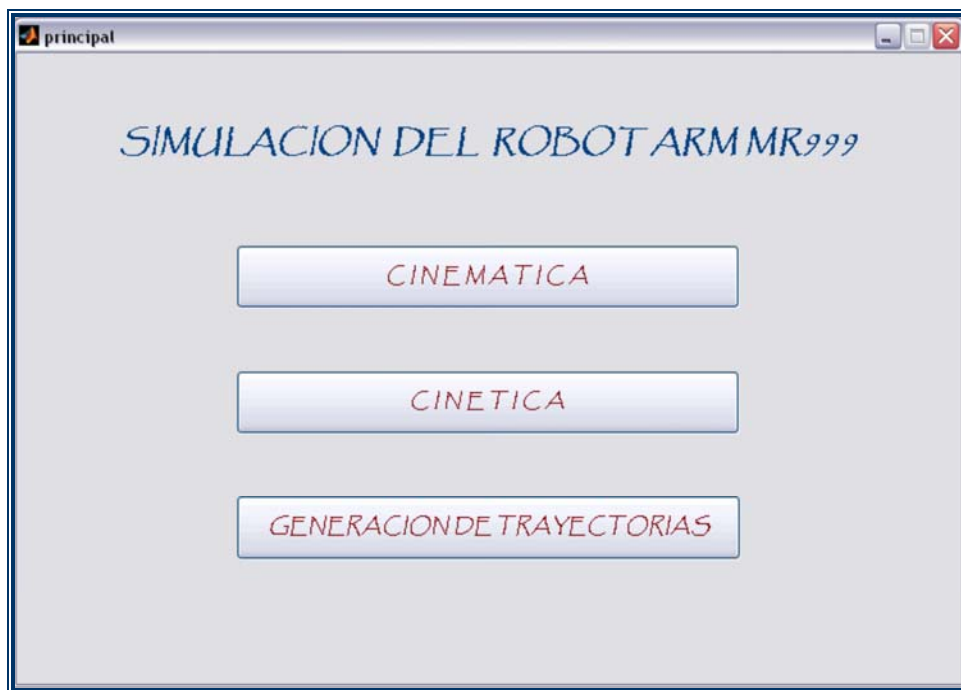 principal
SIMULACION DEL ROBOT ARM MR999
CINEMATICA
CINETICA
GENERACION DE TRAYECTORIAS